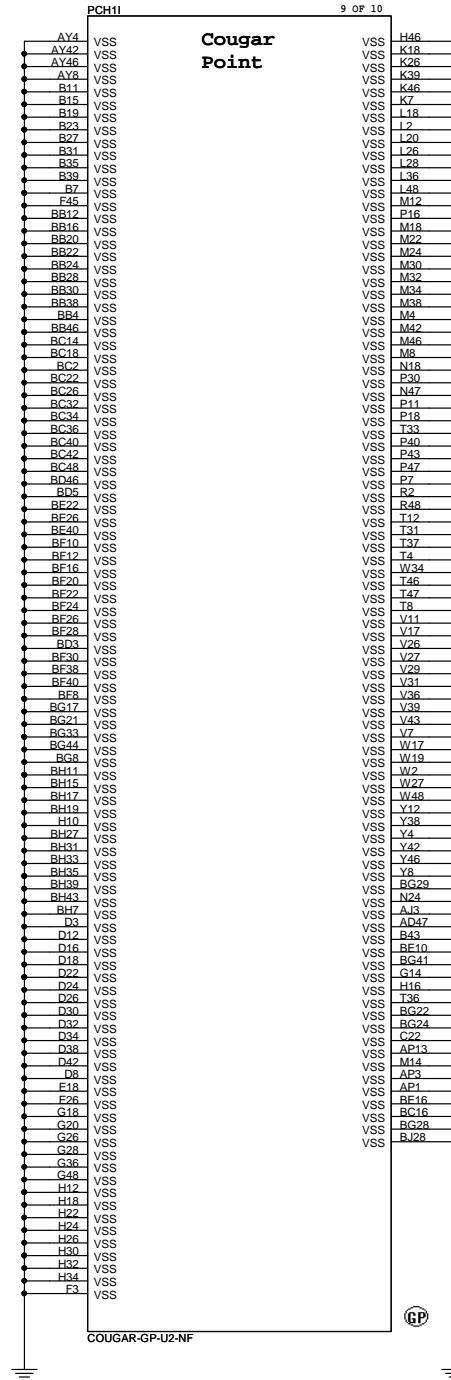 PCH1I 9 OF 10
Cougar
Point
AY4 VSS VSS H46
AY42 VSS VSS K18
AY46 VSS VSS K26
AY8 VSS VSS K39
B11 VSS VSS K46
B15 VSS VSS K7
B19 VSS VSS L18
B23 VSS VSS L2
B27 VSS VSS L20
B31 VSS VSS L26
B35 VSS VSS L28
B39 VSS VSS L36
B7 VSS VSS L48
F45 VSS VSS M12
BB12 VSS VSS P16
BB16 VSS VSS M18
BB20 VSS VSS M22
BB22 VSS VSS M24
BB24 VSS VSS M30
BB28 VSS VSS M32
BB30 VSS VSS M34
BB38 VSS VSS M38
BB4 VSS VSS M4
BB46 VSS VSS M42
BC14 VSS VSS M46
BC18 VSS VSS M8
BC2 VSS VSS N18
BC22 VSS VSS P30
BC26 VSS VSS N47
BC32 VSS VSS P11
BC34 VSS VSS P18
BC36 VSS VSS T33
BC40 VSS VSS P40
BC42 VSS VSS P43
BC48 VSS VSS P47
BD46 VSS VSS P7
BD5 VSS VSS R2
BE22 VSS VSS R48
BE26 VSS VSS T12
BE40 VSS VSS T31
BF10 VSS VSS T37
BF12 VSS VSS T4
BF16 VSS VSS W34
BF20 VSS VSS T46
BF22 VSS VSS T47
BF24 VSS VSS T8
BF26 VSS VSS V11
BF28 VSS VSS V17
BD3 VSS VSS V26
BF30 VSS VSS V27
BF38 VSS VSS V29
BF40 VSS VSS V31
BF8 VSS VSS V36
BG17 VSS VSS V39
BG21 VSS VSS V43
BG33 VSS VSS V7
BG44 VSS VSS W17
BG8 VSS VSS W19
BH11 VSS VSS W2
BH15 VSS VSS W27
BH17 VSS VSS W48
BH19 VSS VSS Y12
H10 VSS VSS Y38
BH27 VSS VSS Y4
BH31 VSS VSS Y42
BH33 VSS VSS Y46
BH35 VSS VSS Y8
BH39 VSS VSS BG29
BH43 VSS VSS N24
BH7 VSS VSS AJ3
D3 VSS VSS AD47
D12 VSS VSS B43
D16 VSS VSS BE10
D18 VSS VSS BG41
D22 VSS VSS G14
D24 VSS VSS H16
D26 VSS VSS T36
D30 VSS VSS BG22
D32 VSS VSS BG24
D34 VSS VSS C22
D38 VSS VSS AP13
D42 VSS VSS M14
D8 VSS VSS AP3
E18 VSS VSS AP1
E26 VSS VSS BE16
G18 VSS VSS BC16
G20 VSS VSS BG28
G26 VSS VSS BJ28
G28 VSS
G36 VSS
G48 VSS
H12 VSS
H18 VSS
H22 VSS
H24 VSS
H26 VSS
H30 VSS
H32 VSS
H34 VSS
F3 VSS
GP
COUGAR-GP-U2-NF